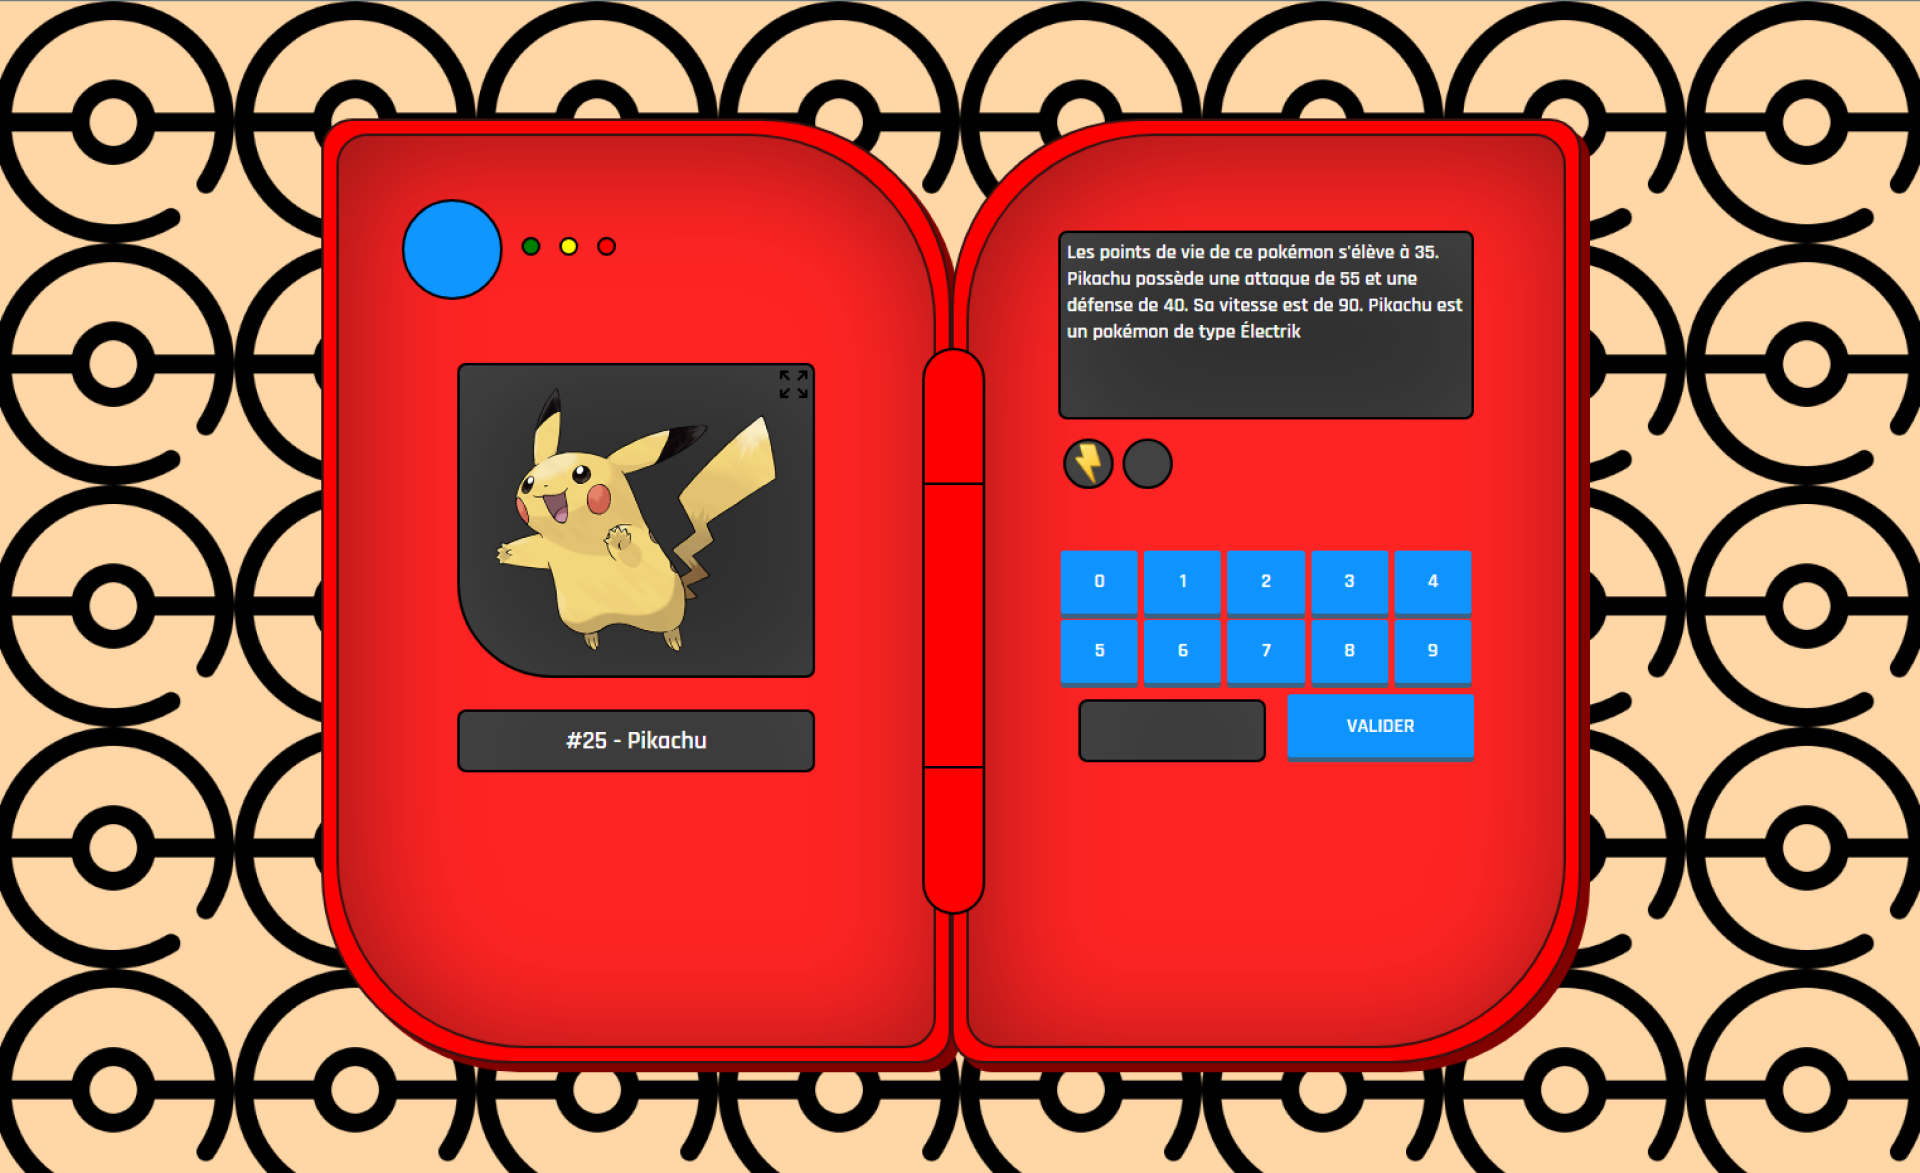 Les points de vie de ce pokémon s'élève à 35.
Pikachu possède une attaque de 55 et une
défense de 40. Sa vitesse est de 90. Pikachu est
un pokémon de type Électrik
0 1 2 3 4
5 6 7 8 9
VALIDER
#25 - Pikachu